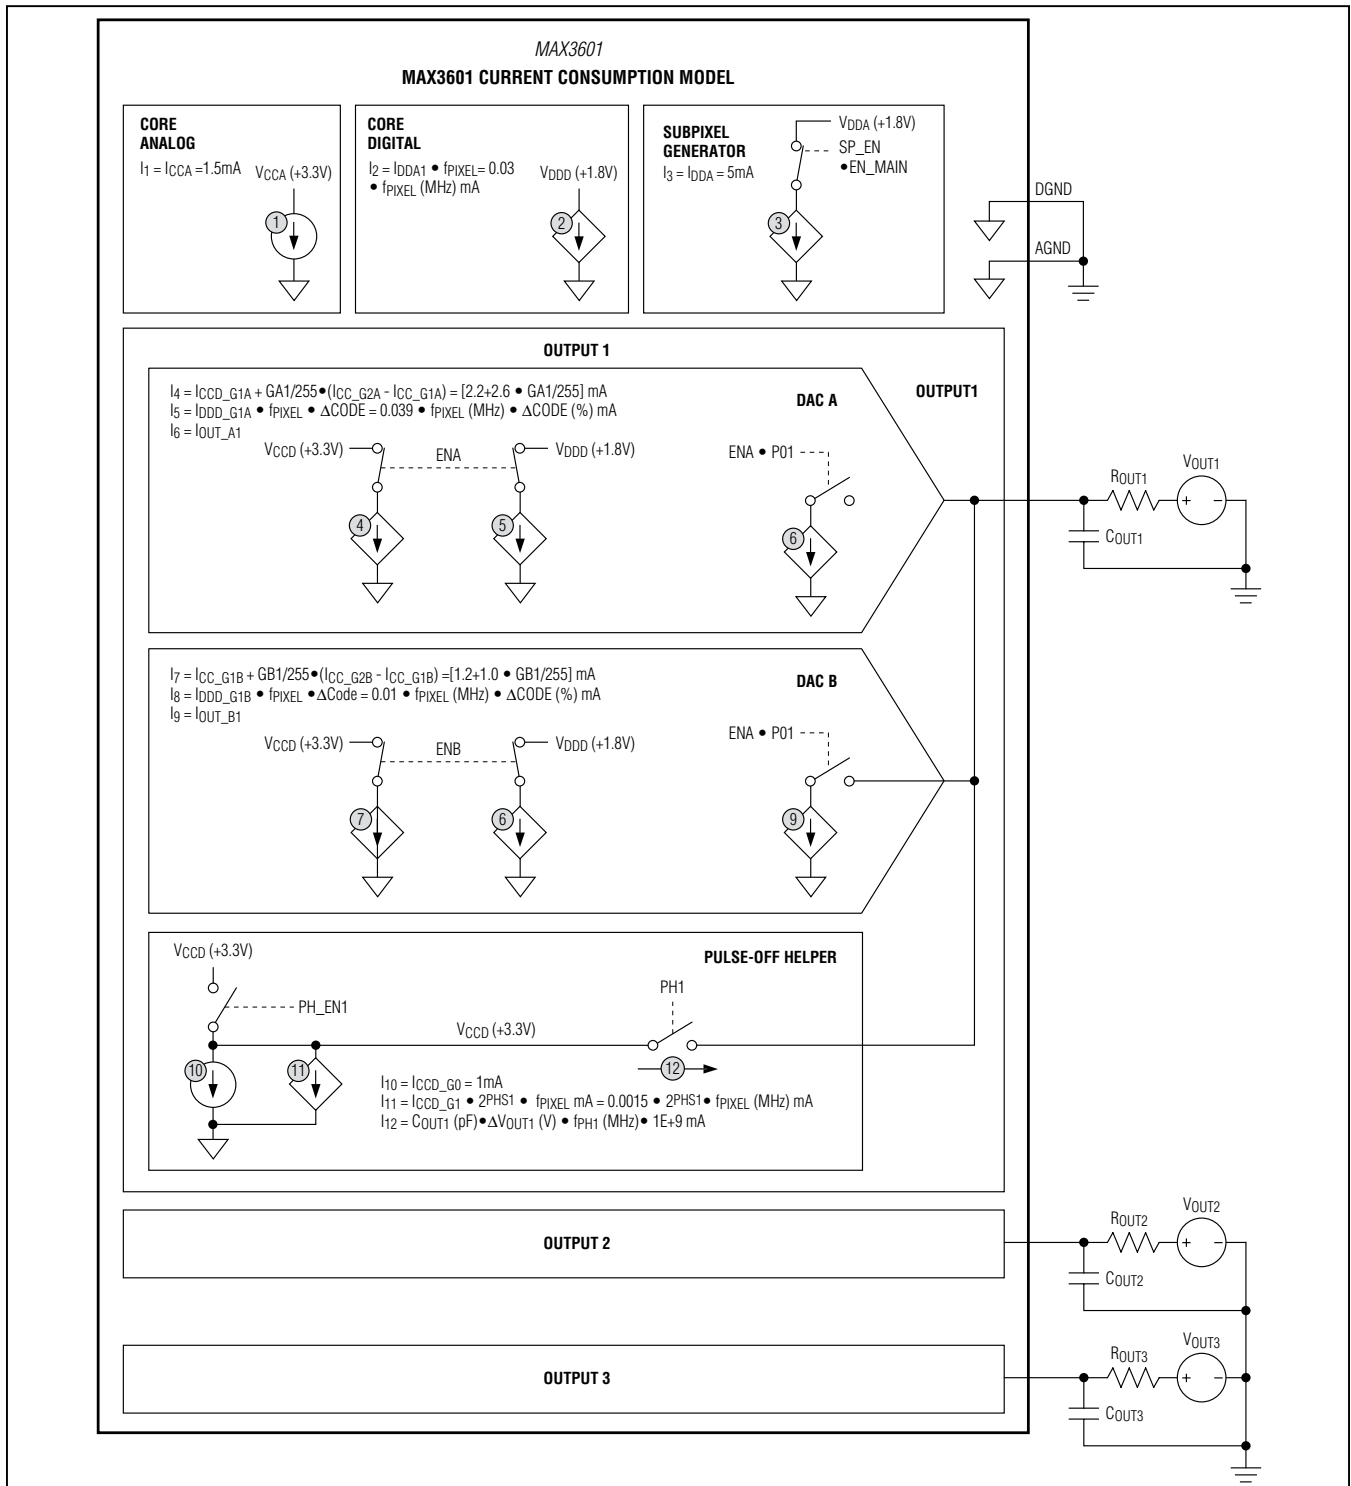 MAX3601
MAX3601 CURRENT CONSUMPTION MODEL
CORE
ANALOG
I1 = ICCA =1.5mA
VCCA (+3.3V)
1
CORE
DIGITAL
I2 = IDDA1 • fPIXEL= 0.03
• fPIXEL (MHz) mA
VDDD (+1.8V)
2
SUBPIXEL
GENERATOR
I3 = IDDA = 5mA
VDDA (+1.8V)
SP_EN
•EN_MAIN
3
DGND
AGND
OUTPUT 1
I4 = ICCD_G1A + GA1/255•(ICC_G2A - ICC_G1A) = [2.2+2.6 • GA1/255] mA
I5 = IDDD_G1A • fPIXEL • ΔCODE = 0.039 • fPIXEL (MHz) • ΔCODE (%) mA
I6 = IOUT_A1
DAC A
OUTPUT1
VCCD (+3.3V)
ENA
VDDD (+1.8V)
ENA • P01
4
5
6
ROUT1
VOUT1
+ -
COUT1
I7 = ICC_G1B + GB1/255•(ICC_G2B - ICC_G1B) =[1.2+1.0 • GB1/255] mA
I8 = IDDD_G1B • fPIXEL •ΔCode = 0.01 • fPIXEL (MHz) • ΔCODE (%) mA
I9 = IOUT_B1
DAC B
VCCD (+3.3V)
ENB
VDDD (+1.8V)
ENA • P01
7
6
9
VCCD (+3.3V)
PULSE-OFF HELPER
PH_EN1
PH1
VCCD (+3.3V)
10
11
12
I10 = ICCD_G0 = 1mA
I11 = ICCD_G1 • 2PHS1 • fPIXEL mA = 0.0015 • 2PHS1• fPIXEL (MHz) mA
I12 = COUT1 (pF)•ΔVOUT1 (V) • fPH1 (MHz)• 1E+9 mA
OUTPUT 2
ROUT2
VOUT2
+ -
COUT2
OUTPUT 3
ROUT3
VOUT3
+ -
COUT3